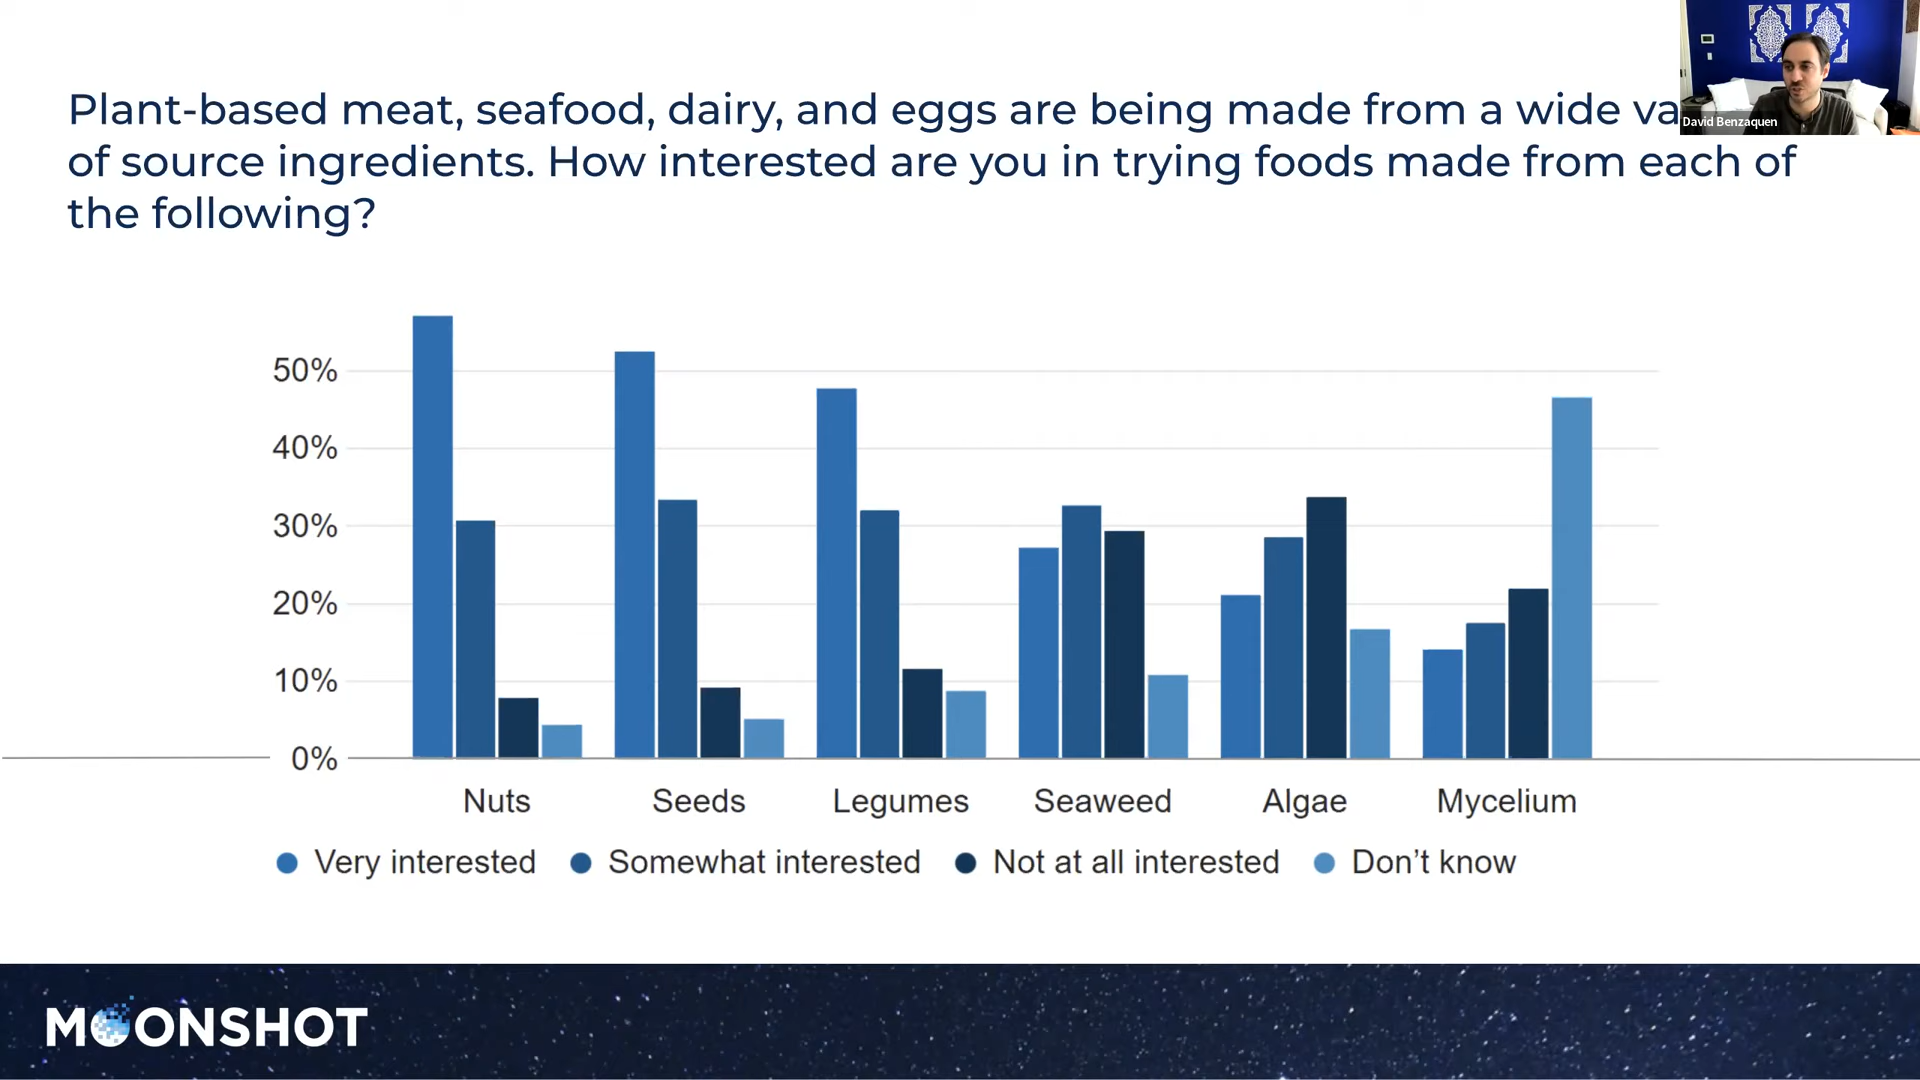 Plant-based meat, seafood, dairy, and eggs are being made from a wide
of source ingredients. How interested are you in trying foods made from each of
the following?
David Benzaquen
50%
40%
30%
20%
10%
0%
Nuts Seeds Legumes Seaweed Algae Mycelium
Very interested Somewhat interested Not at all interested Don't know
MOONSHOT